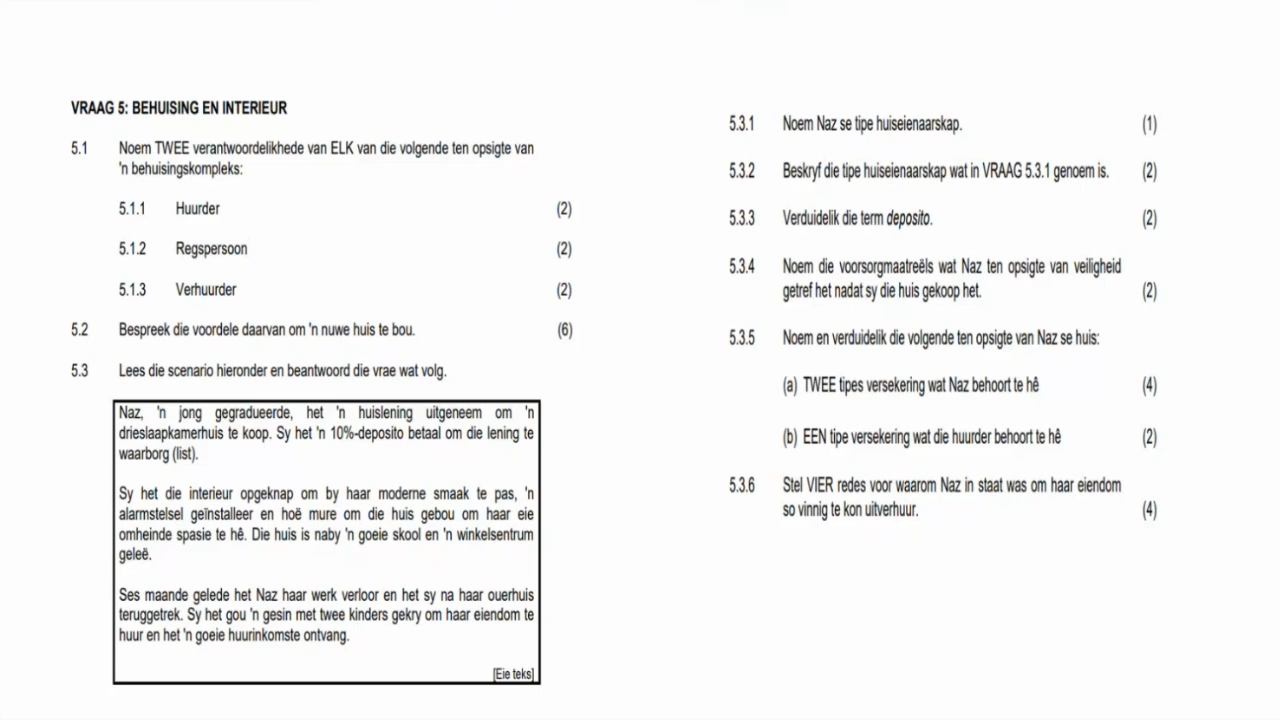 VRAAG 5: BEHUISING EN INTERIEUR
5.1 Noem TWEE verantwoordelikhede van ELK van die volgende ten opsigte van
'n behuisingskompleks:
5.1.1 Huurder (2)
5.1.2 Regspersoon (2)
5.1.3 Verhuurder (2)
5.2 Bespreek die voordele daarvan om 'n nuwe huis te bou. (6)
5.3 Lees die scenario hieronder en beantwoord die vrae wat volg.
Naz, 'n jong gegradueerde, het 'n huislening uitgeneem om 'n
drieslaapkamerhuis te koop. Sy het 'n 10%-deposito betaal om die lening te
waarborg (list).
Sy het die interieur opgeknap om by haar moderne smaak te pas, 'n
alarmstelsel geïnstalleer en hoë mure om die huis gebou om haar eie
omheinde spasie te hê. Die huis is naby 'n goeie skool en 'n winkelsentrum
geleë.
Ses maande gelede het Naz haar werk verloor en het sy na haar ouerhuis
teruggetrek. Sy het gou 'n gesin met twee kinders gekry om haar eiendom te
huur en het 'n goeie huurinkomste ontvang.
[Eie teks]
5.3.1 Noem Naz se tipe huiseienaarskap. (1)
5.3.2 Beskryf die tipe huiseienaarskap wat in VRAAG 5.3.1 genoem is. (2)
5.3.3 Verduidelik die term deposito. (2)
5.3.4 Noem die voorsorgmaatreëls wat Naz ten opsigte van veiligheid
getref het nadat sy die huis gekoop het. (2)
5.3.5 Noem en verduidelik die volgende ten opsigte van Naz se huis:
(a) TWEE tipes versekering wat Naz behoort te hê (4)
(b) EEN tipe versekering wat die huurder behoort te hê (2)
5.3.6 Stel VIER redes voor waarom Naz in staat was om haar eiendom
so vinnig te kon uitverhuur. (4)